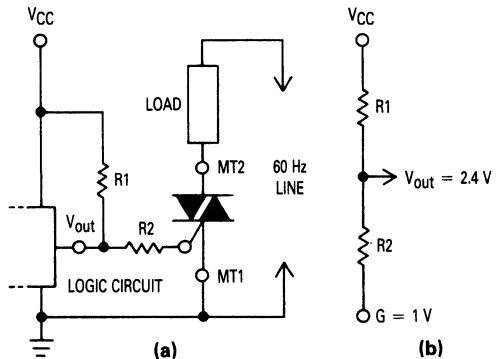 VCC
LOAD
R1
MT2
60 Hz
LINE
Vout
R2
MT1
LOGIC CIRCUIT
(a)
VCC
R1
Vout = 2.4 V
R2
G = 1 V
(b)